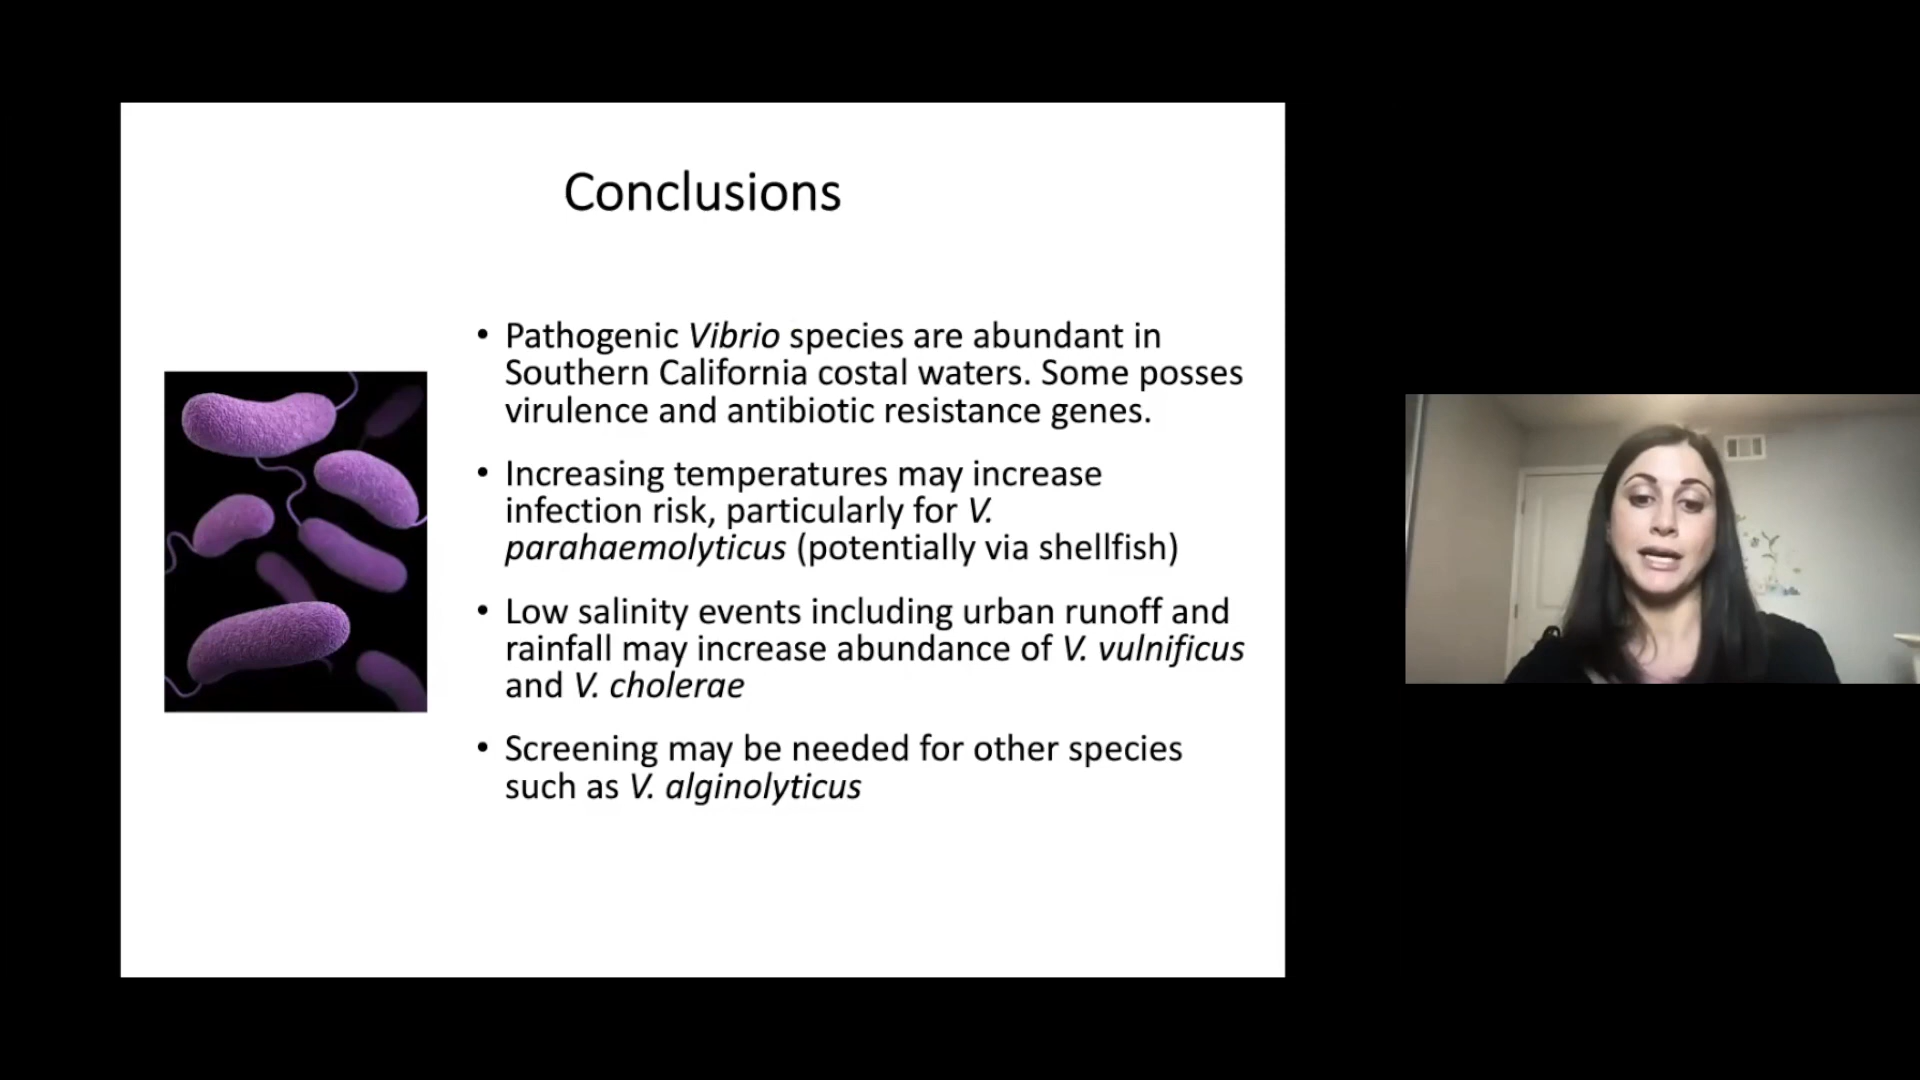 Conclusions
• Pathogenic Vibrio species are abundant in
Southern California costal waters. Some posses
virulence and antibiotic resistance genes.
• Increasing temperatures may increase
infection risk, particularly for V.
parahaemolyticus (potentially via shellfish)
• Low salinity events including urban runoff and
rainfall may increase abundance of V. vulnificus
and V. cholerae
• Screening may be needed for other species
such as V. alginolyticus